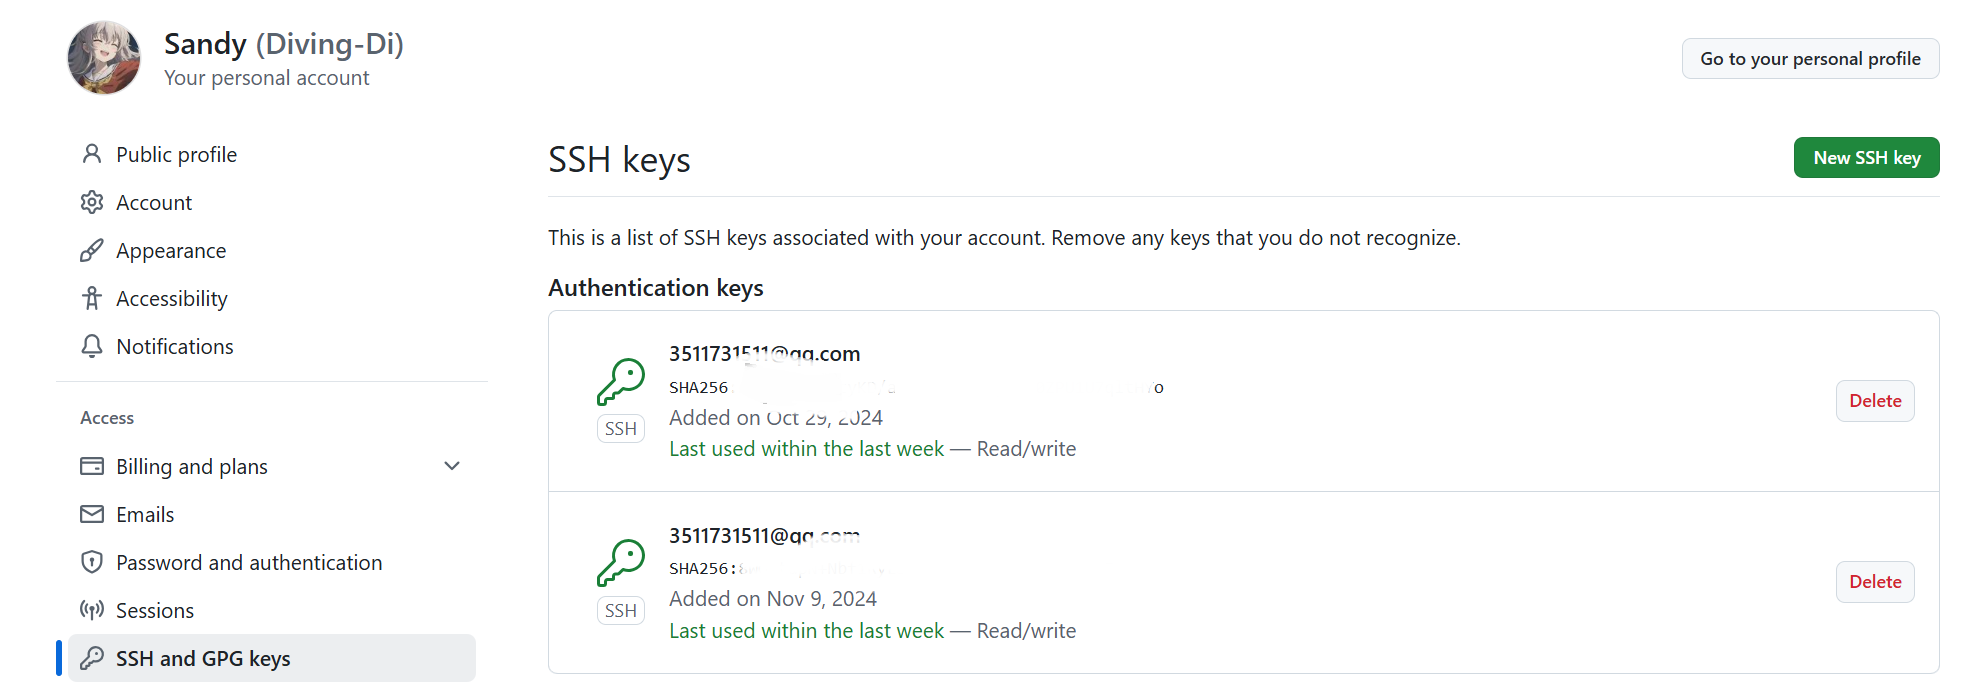 Sandy (Diving-Di)
Your personal account
Go to your personal profile
Public profile
Account
Appearance
Accessibility
Notifications
Access
Billing and plans
Emails
Password and authentication
Sessions
SSH and GPG keys
SSH keys
New SSH key
This is a list of SSH keys associated with your account. Remove any keys that you do not recognize.
Authentication keys
3511731511@qq.com
SHA256
SSH
Added on Oct 29, 2024
Last used within the last week — Read/write
Delete
3511731511@qq.com
SHA256:
SSH
Added on Nov 9, 2024
Last used within the last week — Read/write
Delete